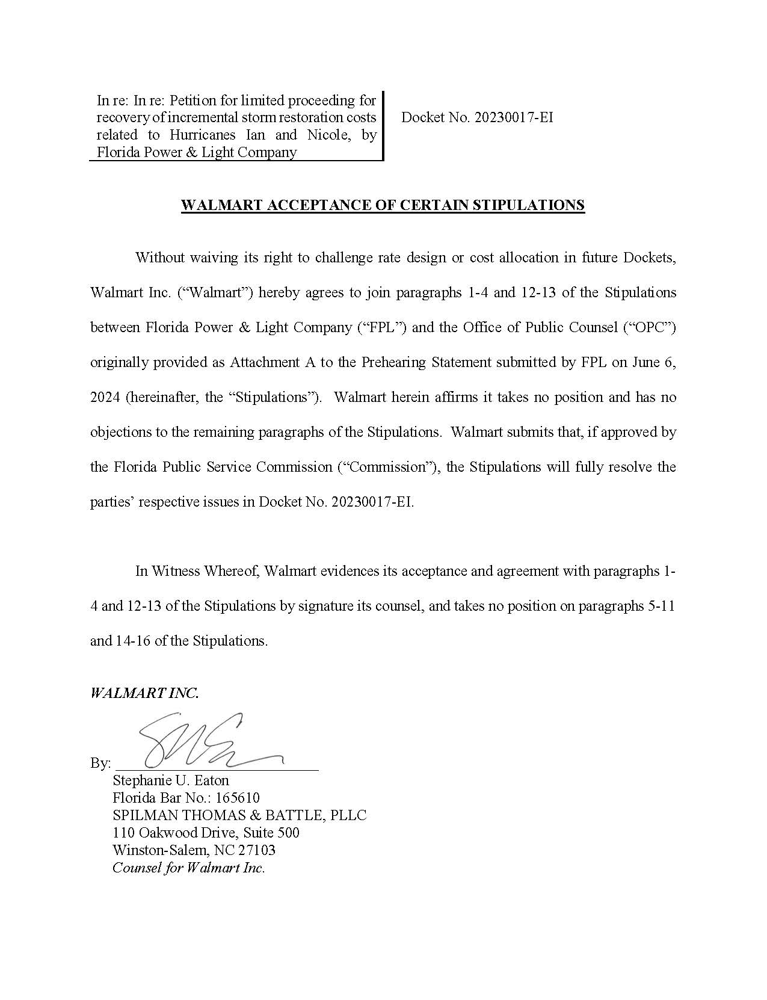 In re: In re: Petition for limited proceeding for
recovery of incremental storm restoration costs
related to Hurricanes Ian and Nicole, by
Florida Power & Light Company
Docket No. 20230017-EI
WALMART ACCEPTANCE OF CERTAIN STIPULATIONS
Without waiving its right to challenge rate design or cost allocation in future Dockets,
Walmart Inc. (“Walmart”) hereby agrees to join paragraphs 1-4 and 12-13 of the Stipulations
between Florida Power & Light Company (“FPL”) and the Office of Public Counsel (“OPC”)
originally provided as Attachment A to the Prehearing Statement submitted by FPL on June 6,
2024 (hereinafter, the “Stipulations”). Walmart herein affirms it takes no position and has no
objections to the remaining paragraphs of the Stipulations. Walmart submits that, if approved by
the Florida Public Service Commission (“Commission”), the Stipulations will fully resolve the
parties’ respective issues in Docket No. 20230017-EI.
In Witness Whereof, Walmart evidences its acceptance and agreement with paragraphs 1-
4 and 12-13 of the Stipulations by signature its counsel, and takes no position on paragraphs 5-11
and 14-16 of the Stipulations.
WALMART INC.
By:
Stephanie U. Eaton
Florida Bar No.: 165610
SPILMAN THOMAS & BATTLE, PLLC
110 Oakwood Drive, Suite 500
Winston-Salem, NC 27103
Counsel for Walmart Inc.